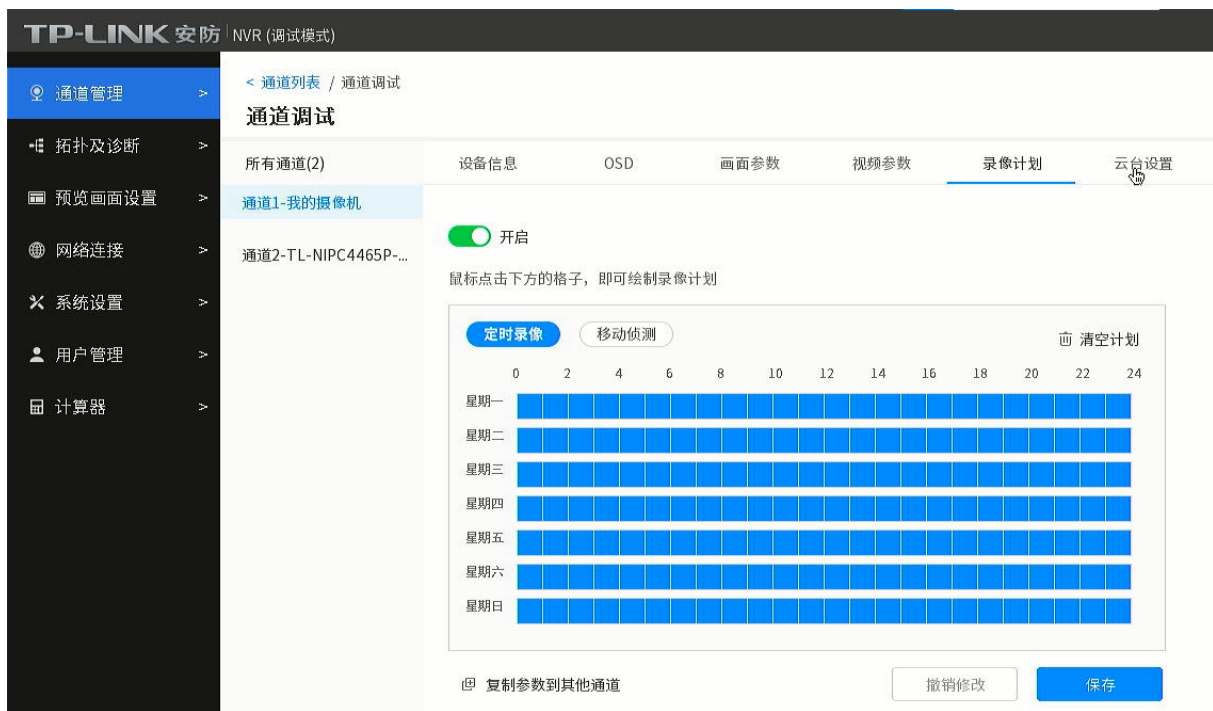 TP-LINK 安防 NVR (调试模式)
通道管理 >
拓扑及诊断 >
预览画面设置 >
网络连接 >
系统设置 >
用户管理 >
计算器 >
< 通道列表 / 通道调试
通道调试
所有通道(2)
通道1-我的摄像机
通道2-TL-NIPC4465P-...
设备信息 OSD 画面参数 视频参数 录像计划 云台设置
开启
鼠标点击下方的格子，即可绘制录像计划
定时录像 移动侦测 清空计划
0 2 4 6 8 10 12 14 16 18 20 22 24
星期一
星期二
星期三
星期四
星期五
星期六
星期日
复制参数到其他通道 撤销修改 保存